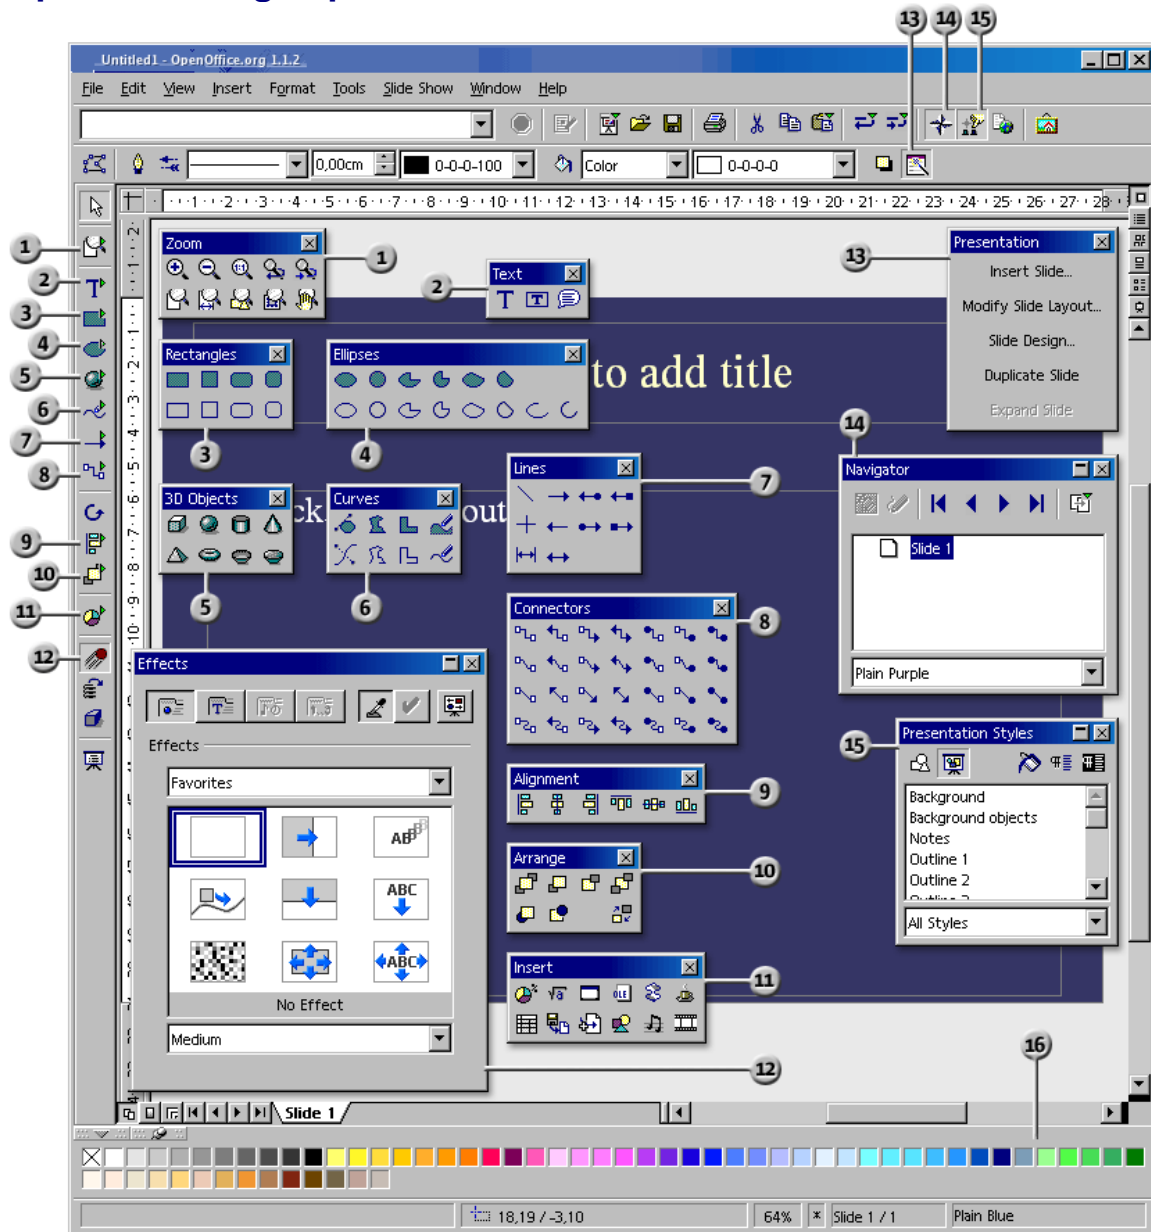 13 14 15
Untitled1 - OpenOffice.org 1.1.2
File Edit View Insert Format Tools Slide Show Window Help
0,00cm 0-0-0-100 Color 0-0-0-0
1 2 3 4 5 6 7 8 9 10 11 12 13 14 15 16 17 18 19 20 21 22 23 24 25 26 27 28
1
2
3
4
5
6
7
8
9
10
11
12
Zoom
1:1
1
Text
2
Presentation
13
Insert Slide...
Modify Slide Layout...
Slide Design...
Duplicate Slide
Expand Slide
Rectangles
3
Ellipses
4
to add title
14
Navigator
Slide 1
Plain Purple
3D Objects
5
Curves
6
Lines
7
Connectors
8
Effects
Effects
Favorites
AB
ABC
ABC
No Effect
Medium
12
Alignment
9
Arrange
10
Insert
OLE
11
15
Presentation Styles
Background
Background objects
Notes
Outline 1
Outline 2
All Styles
16
Slide 1
18,19 / -3,10 64% * Slide 1 / 1 Plain Blue